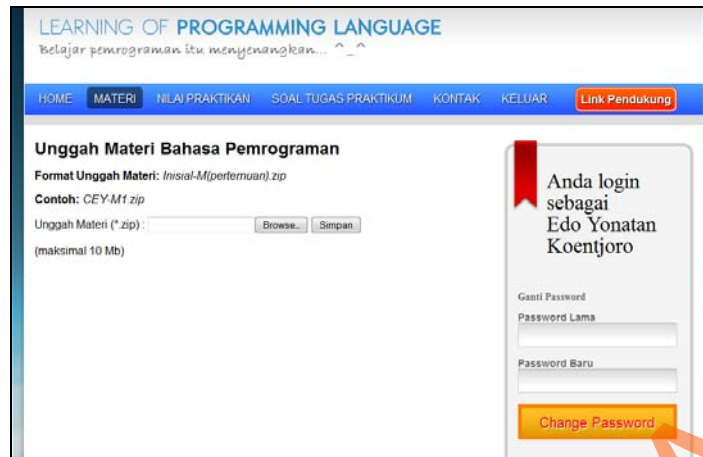 LEARNING OF PROGRAMMING LANGUAGE
Belajar pemrograman itu menyenangkan... ^_^
HOME MATERI NILAI PRAKTIKAN SOAL TUGAS PRAKTIKUM KONTAK KELUAR Link Pendukung
Unggah Materi Bahasa Pemrograman
Format Unggah Materi: Inisial-M(pertemuan).zip
Contoh: CEY-M1.zip
Unggah Materi (*.zip) : Browse.. Simpan
(maksimal 10 Mb)
Anda login
sebagai
Edo Yonatan
Koentjoro
Ganti Password
Password Lama
Password Baru
Change Password